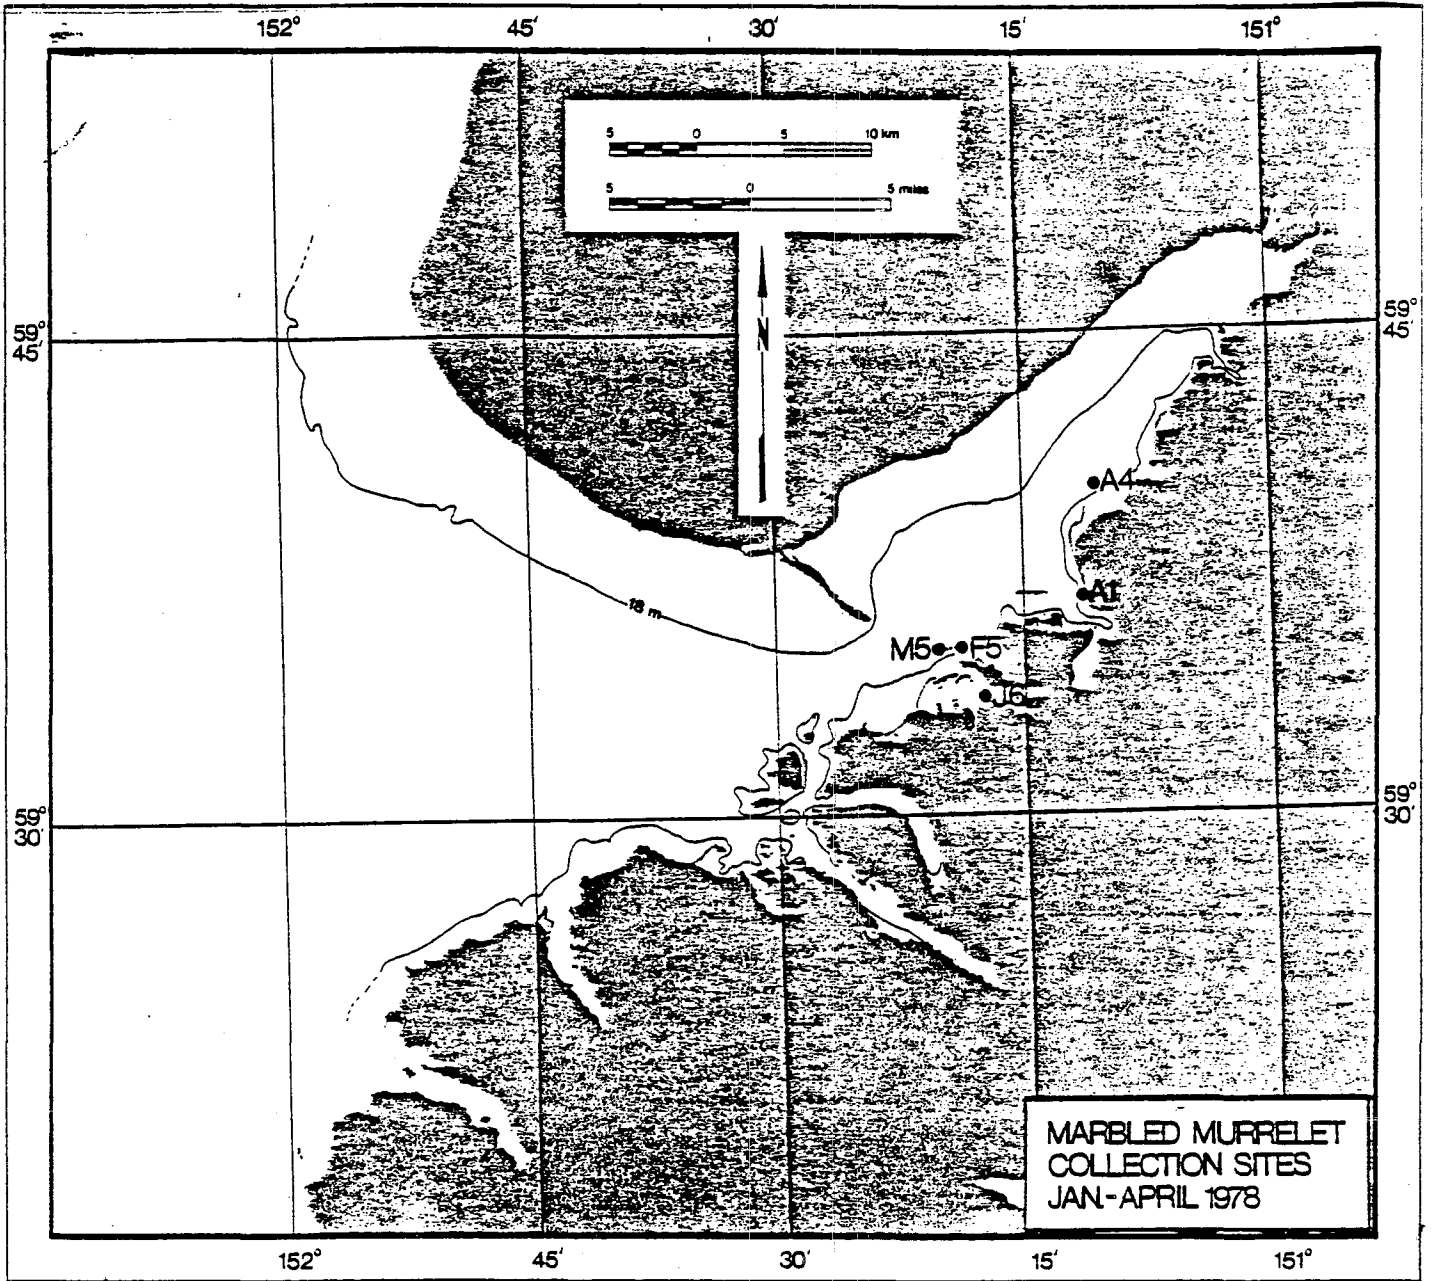 152° 45′ 30′ 15′ 151°
5 0 5 10 km
5 0 5 miles
N
59° 45′
59° 45′
A4
18 m
A1
M5 F5
J6
59° 30′
59° 30′
MARBLED MURRELET
COLLECTION SITES
JAN.-APRIL 1978
152° 45′ 30′ 15′ 151°